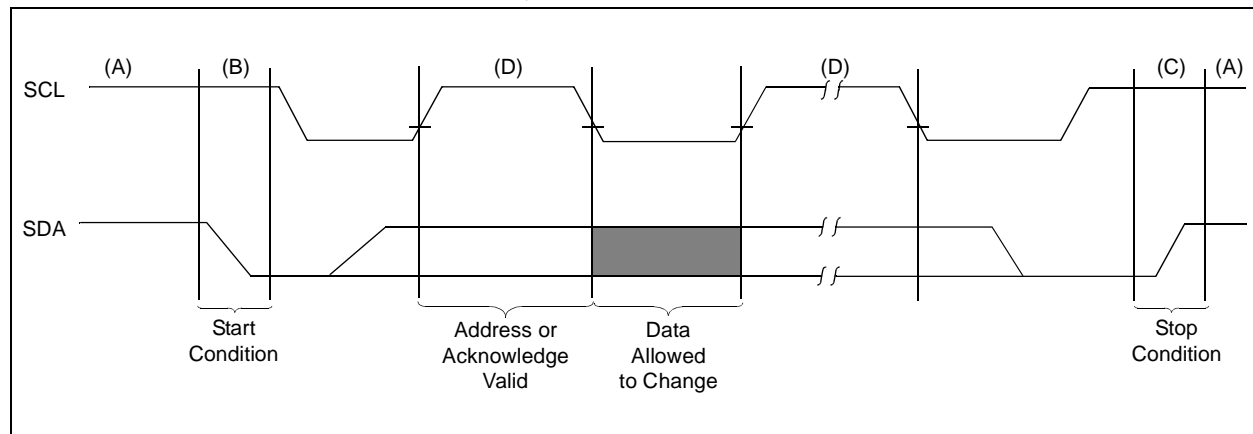 (A) (B) (D) (D) (C) (A)
SCL
SDA
Start
Condition
Address or
Acknowledge
Valid
Data
Allowed
to Change
Stop
Condition